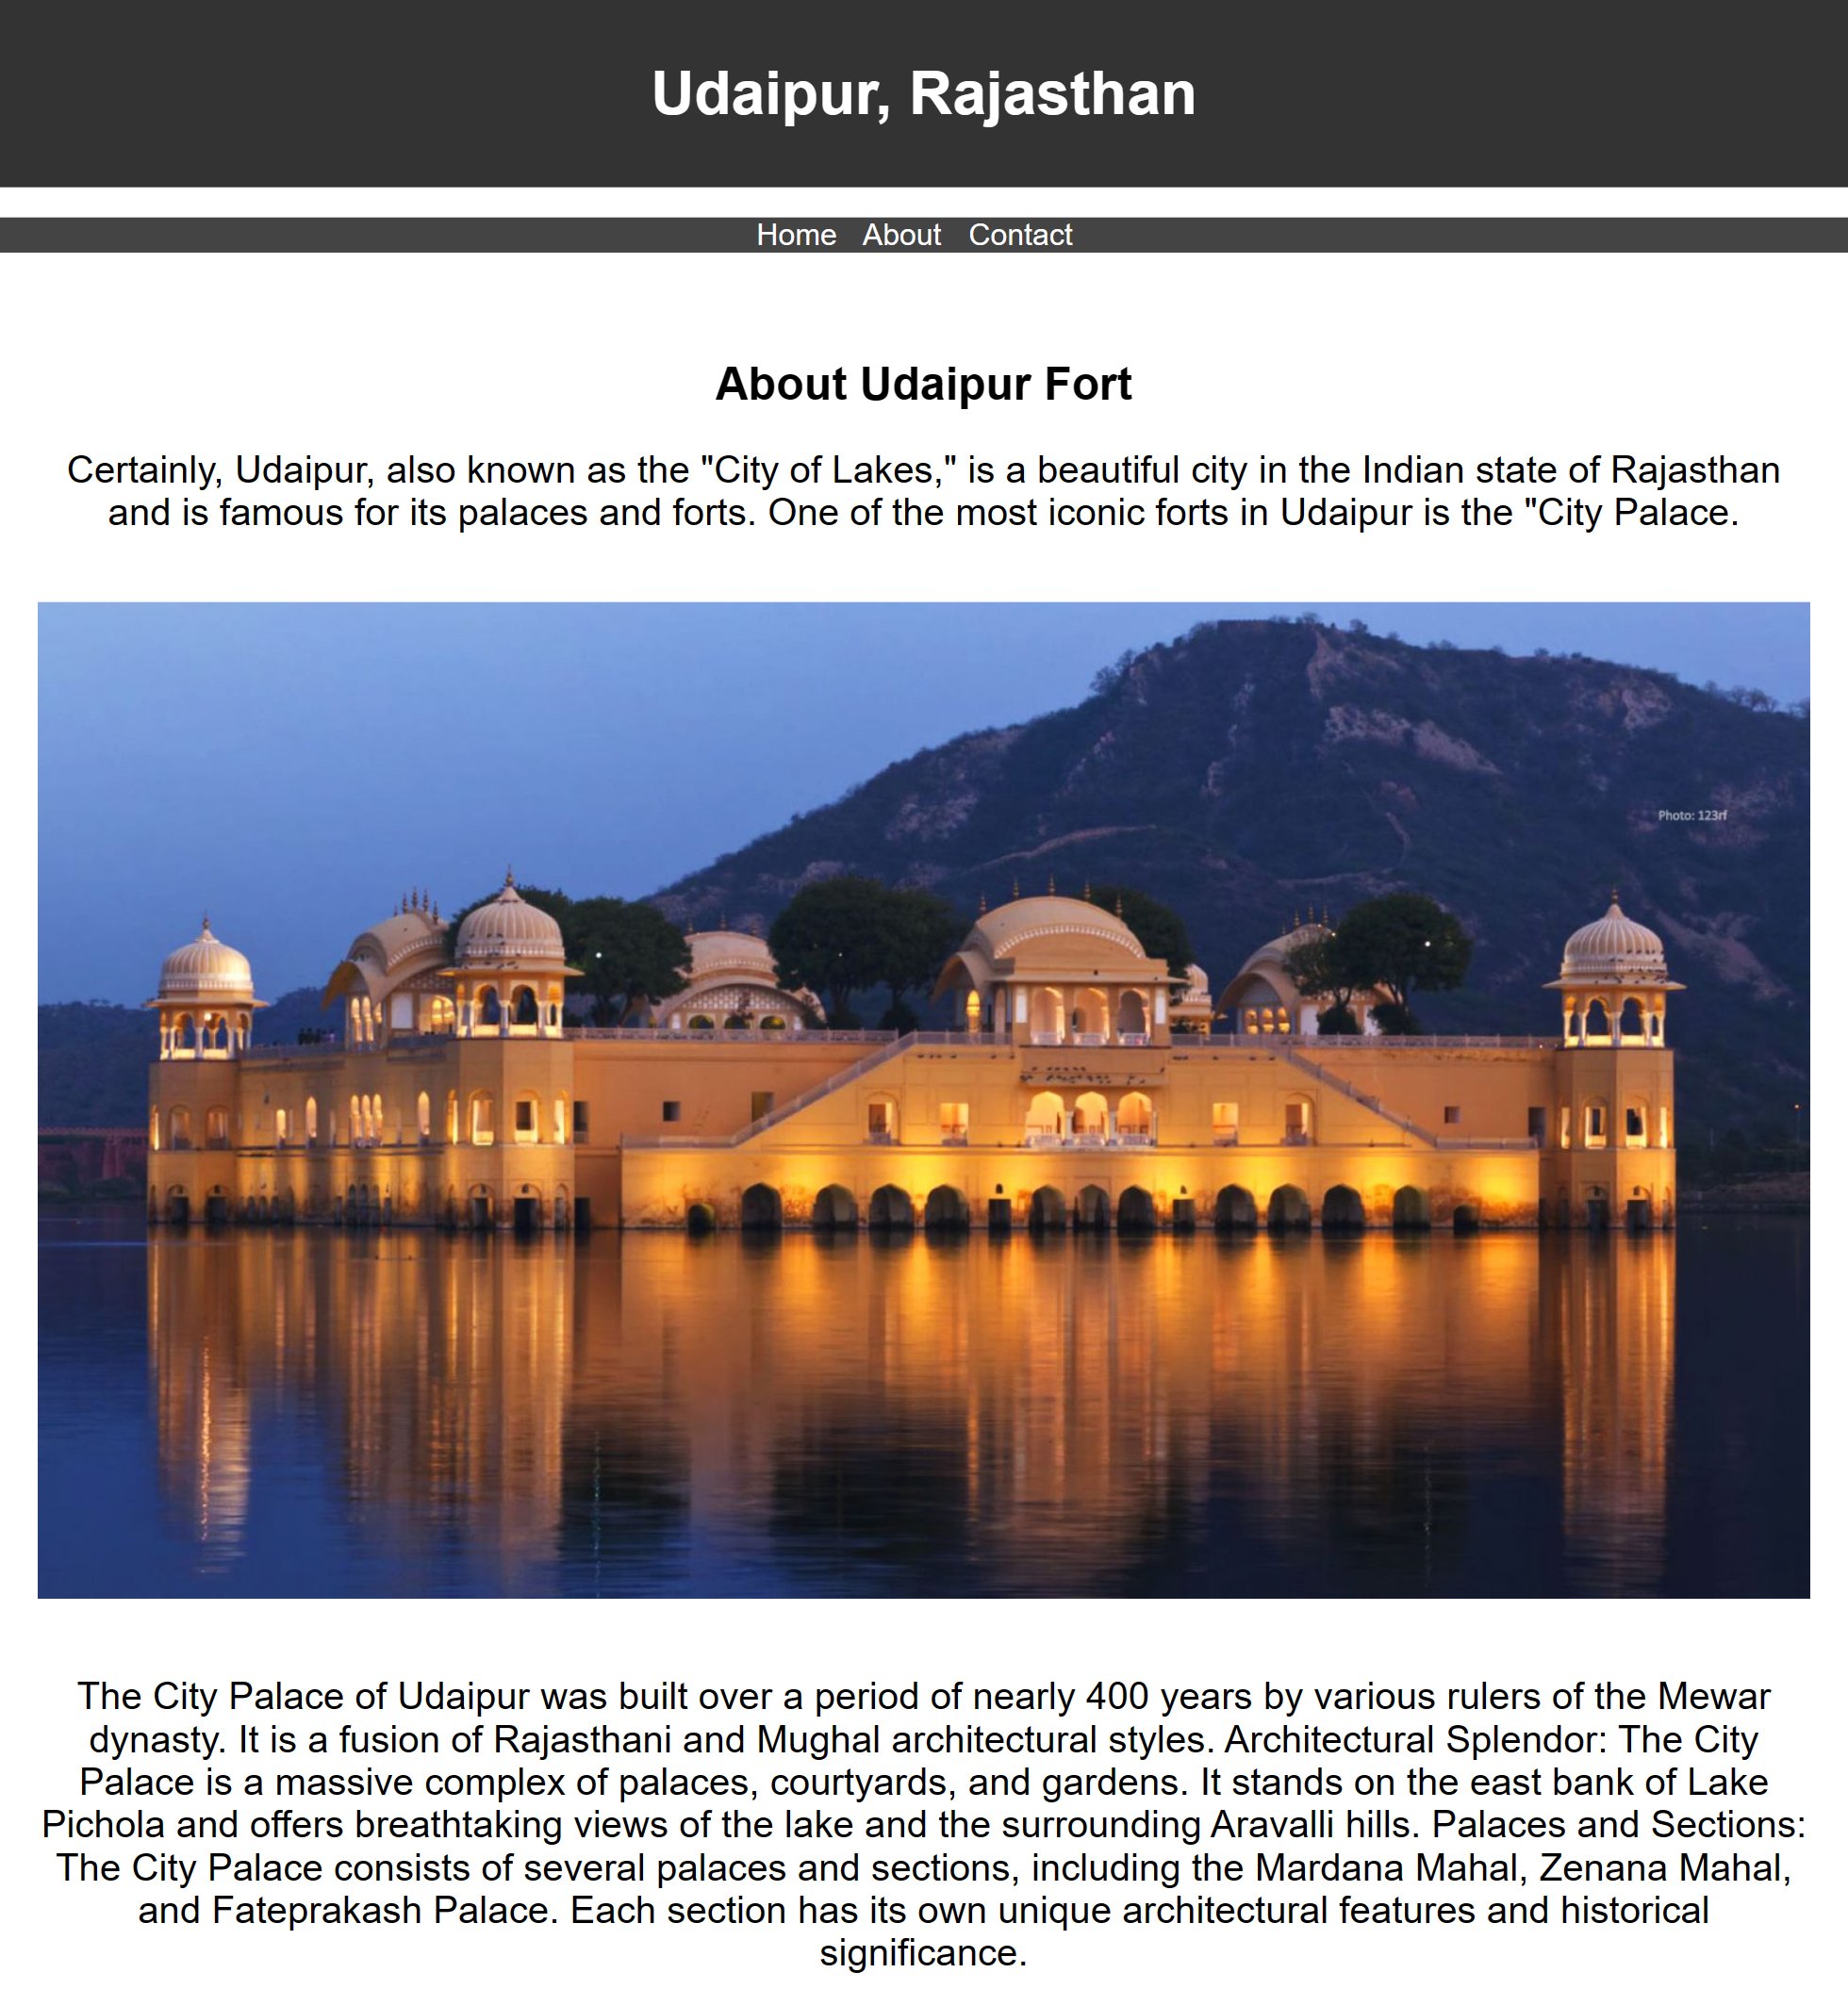 Udaipur, Rajasthan
Home About Contact
About Udaipur Fort
Certainly, Udaipur, also known as the "City of Lakes," is a beautiful city in the Indian state of Rajasthan
and is famous for its palaces and forts. One of the most iconic forts in Udaipur is the "City Palace.
Photo: 123rf
The City Palace of Udaipur was built over a period of nearly 400 years by various rulers of the Mewar
dynasty. It is a fusion of Rajasthani and Mughal architectural styles. Architectural Splendor: The City
Palace is a massive complex of palaces, courtyards, and gardens. It stands on the east bank of Lake
Pichola and offers breathtaking views of the lake and the surrounding Aravalli hills. Palaces and Sections:
The City Palace consists of several palaces and sections, including the Mardana Mahal, Zenana Mahal,
and Fateprakash Palace. Each section has its own unique architectural features and historical
significance.